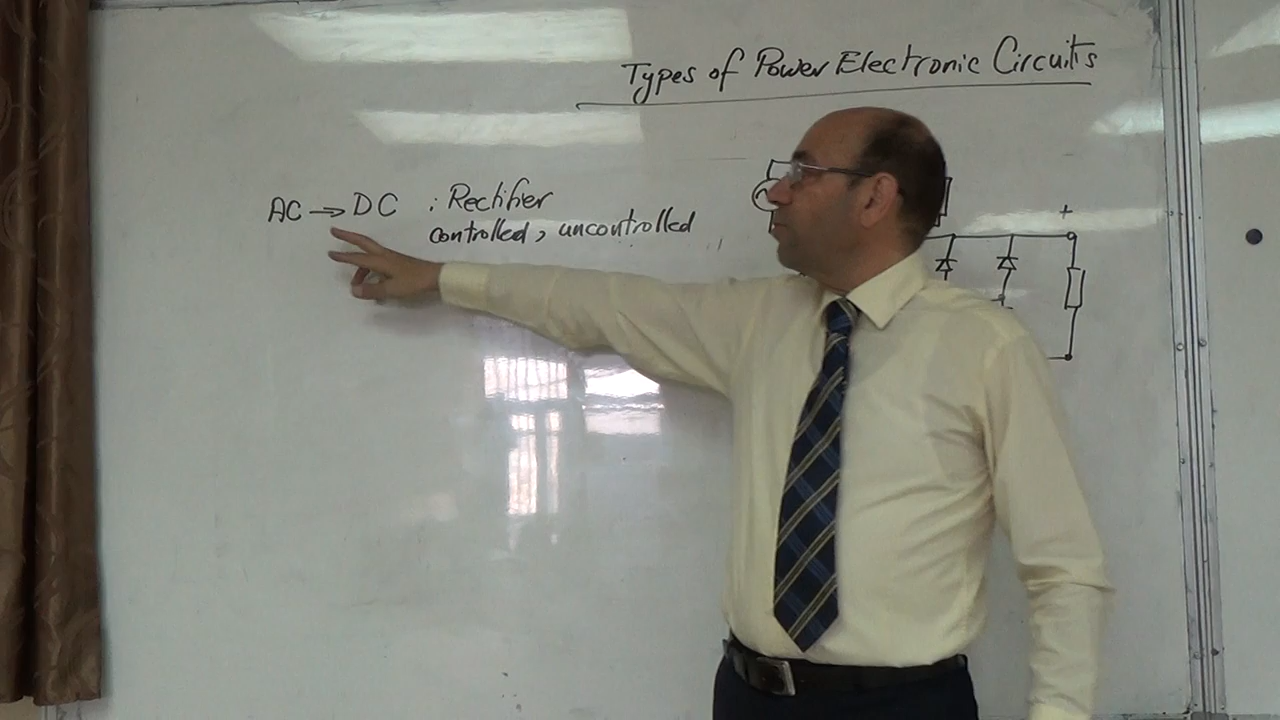 Types of Power Electronic Circuits
AC → DC : Rectifier
controlled, uncontrolled
+